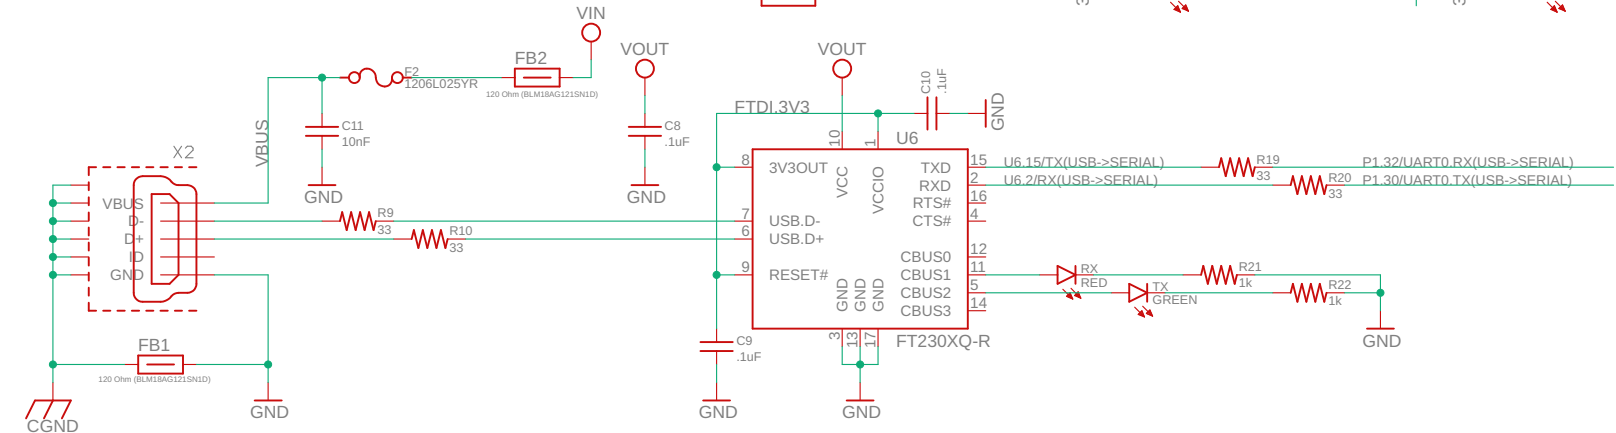 VIN
VOUT
VOUT
FB2
120 Ohm (BLM18AG121SN1D)
F2
1206L025YR
C10
.1uF
GND
FTDI.3V3
VBUS
C11
10nF
GND
C8
.1uF
GND
X2
VBUS
D-
D+
ID
GND
R9
33
R10
33
FB1
120 Ohm (BLM18AG121SN1D)
CGND
GND
U6
10
1
8
7
6
9
3V3OUT
USB.D-
USB.D+
RESET#
VCC
VCCIO
GND
GND
GND
TXD
RXD
RTS#
CTS#
CBUS0
CBUS1
CBUS2
CBUS3
15
2
16
4
12
11
5
14
3
13
17
FT230XQ-R
C9
.1uF
GND
GND
U6.15/TX(USB->SERIAL)
U6.2/RX(USB->SERIAL)
R19
33
R20
33
P1.32/UART0.RX(USB->SERIAL)
P1.30/UART0.TX(USB->SERIAL)
RX
RED
TX
GREEN
R21
1k
R22
1k
GND